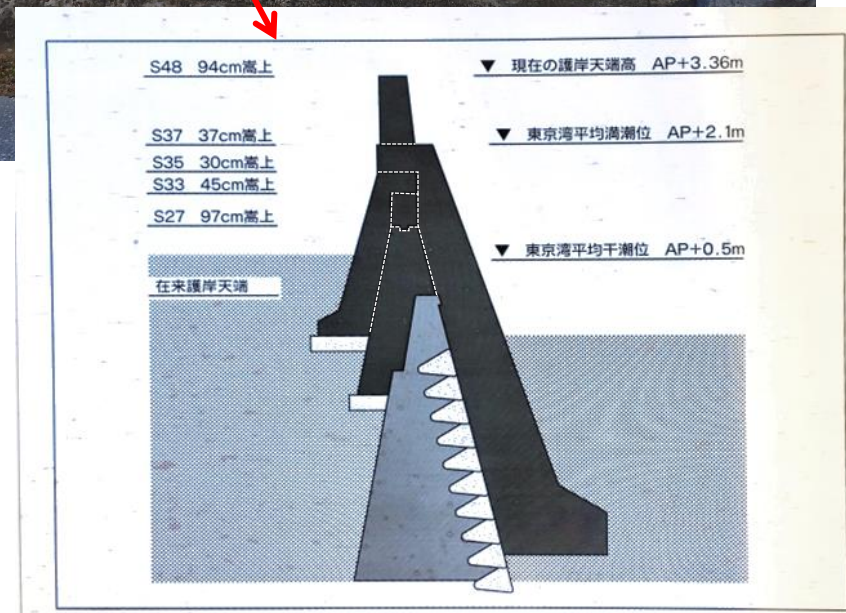 S48 94cm嵩上
▼ 現在の護岸天端高 AP+3.36m
S37 37cm嵩上
▼ 東京湾平均満潮位 AP+2.1m
S35 30cm嵩上
S33 45cm嵩上
S27 97cm嵩上
▼ 東京湾平均干潮位 AP+0.5m
在来護岸天端